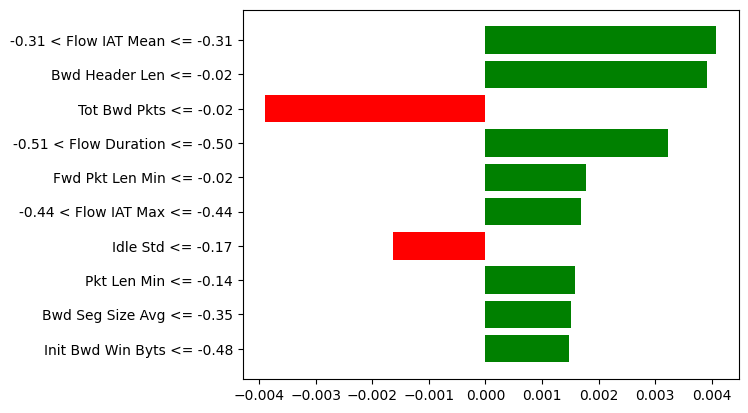 -0.31 < Flow IAT Mean <= -0.31
Bwd Header Len <= -0.02
Tot Bwd Pkts <= -0.02
-0.51 < Flow Duration <= -0.50
Fwd Pkt Len Min <= -0.02
-0.44 < Flow IAT Max <= -0.44
Idle Std <= -0.17
Pkt Len Min <= -0.14
Bwd Seg Size Avg <= -0.35
Init Bwd Win Byts <= -0.48
−0.004 −0.003 −0.002 −0.001 0.000 0.001 0.002 0.003 0.004